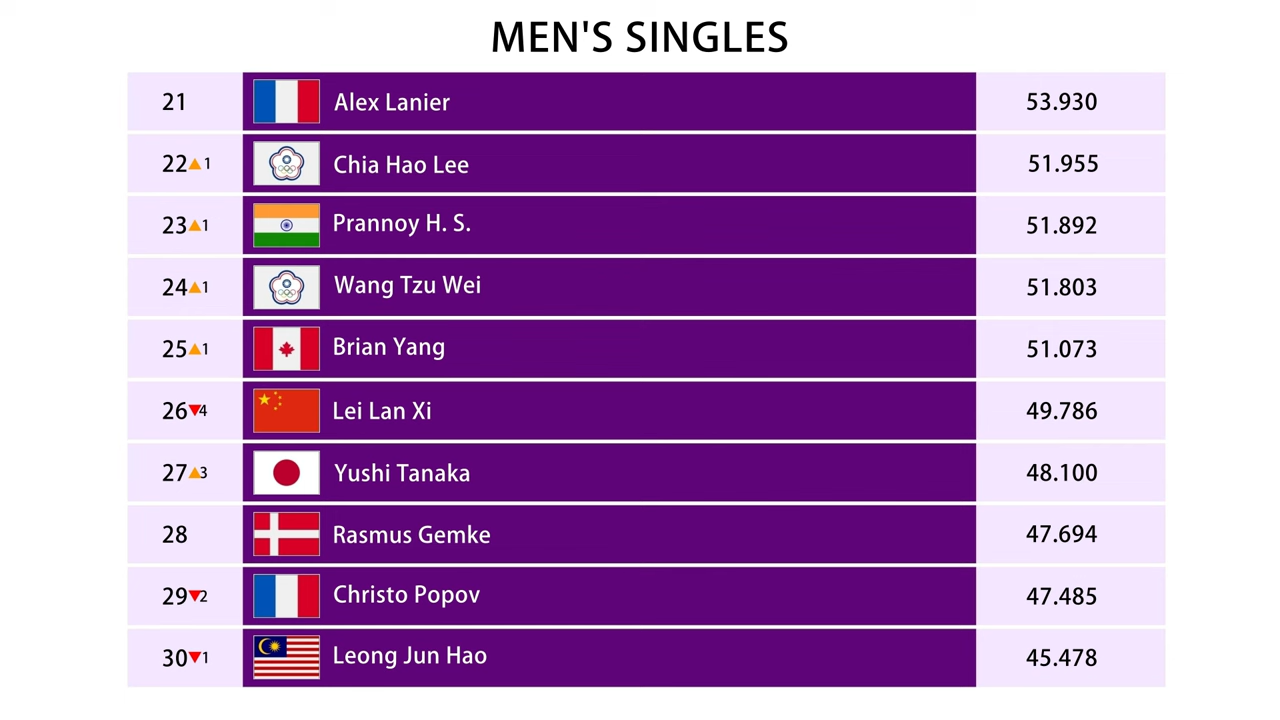 MEN'S SINGLES
21 Alex Lanier 53.930
22▲1 Chia Hao Lee 51.955
23▲1 Prannoy H. S. 51.892
24▲1 Wang Tzu Wei 51.803
25▲1 Brian Yang 51.073
26▼4 Lei Lan Xi 49.786
27▲3 Yushi Tanaka 48.100
28 Rasmus Gemke 47.694
29▼2 Christo Popov 47.485
30▼1 Leong Jun Hao 45.478